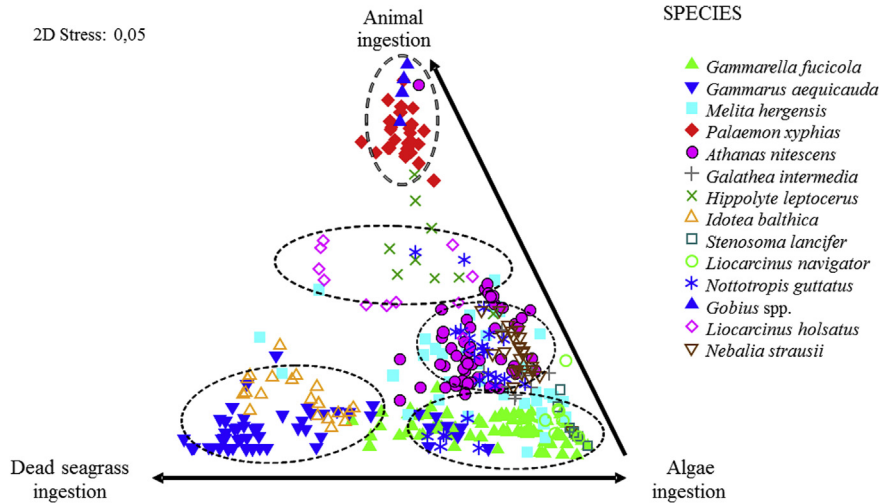 SPECIES
Animal
ingestion
2D Stress: 0,05
Gammarella fucicola
Gammarus aequicauda
Melita hergensis
Palaemon xyphias
Athanas nitescens
Galathea intermedia
Hippolyte leptocerus
Idotea balthica
Stenosoma lancifer
Liocarcinus navigator
Nottotropis guttatus
Gobius spp.
Liocarcinus holsatus
Nebalia strausii
Dead seagrass
ingestion
Algae
ingestion